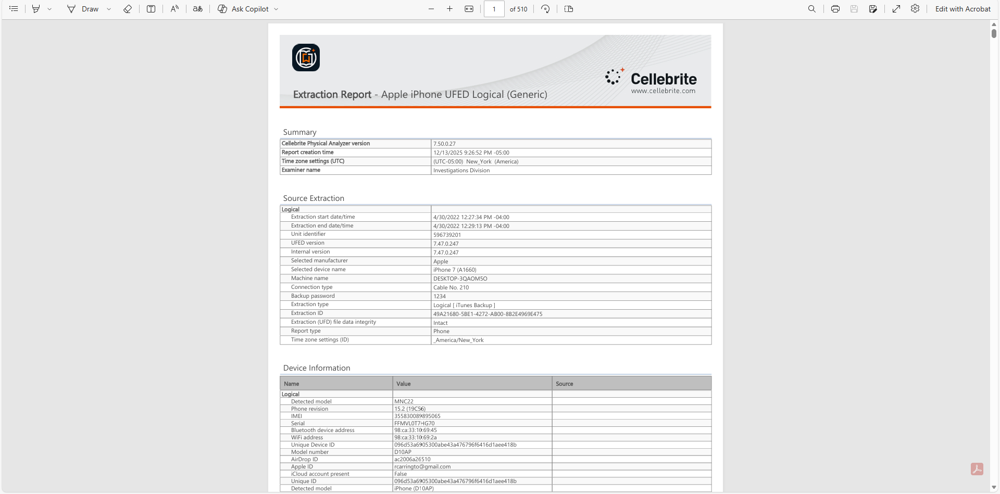 Draw
Ask Copilot
1 of 510
Edit with Acrobat
Cellebrite
www.cellebrite.com
Extraction Report - Apple iPhone UFED Logical (Generic)
Summary
Cellebrite Physical Analyzer version 7.50.0.27
Report creation time 12/13/2025 9:26:52 PM -05:00
Time zone settings (UTC) (UTC-05:00) New_York (America)
Examiner name Investigations Division
Source Extraction
Logical
Extraction start date/time 4/30/2022 12:27:34 PM -04:00
Extraction end date/time 4/30/2022 12:29:13 PM -04:00
Unit identifier 596739201
UFED version 7.47.0.247
Internal version 7.47.0.247
Selected manufacturer Apple
Selected device name iPhone 7 (A1660)
Machine name DESKTOP-3QAOM5O
Connection type Cable No. 210
Backup password 1234
Extraction type Logical [ iTunes Backup ]
Extraction ID 49A21680-5BE1-4272-AB00-8B2E4969E475
Extraction (UFD) file data integrity Intact
Report type Phone
Time zone settings (ID) _America/New_York
Device Information
Name Value Source
Logical
Detected model MNC22
Phone revision 15.2 (19C56)
IMEI 355830089895065
Serial FFMVL0T7HG70
Bluetooth device address 98:ca:33:10:69:45
WiFi address 98:ca:33:10:69:2a
Unique Device ID 096d53a6905300abe43a476796f6416d1aee418b
Model number D10AP
AirDrop ID ac2006a26510
Apple ID rcarringto@gmail.com
iCloud account present False
Unique ID 096d53a6905300abe43a476796f6416d1aee418b
Detected model iPhone (D10AP)